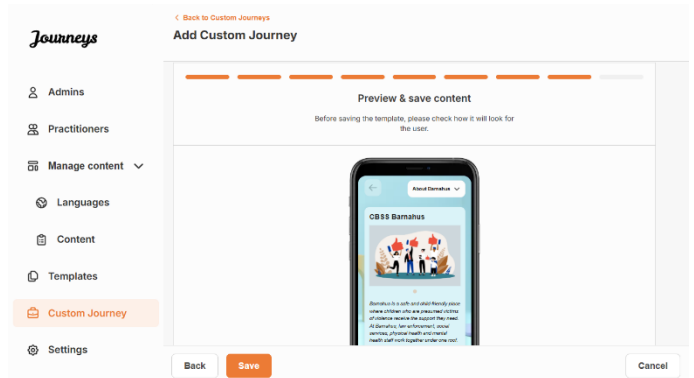 Journeys
Admins
Practitioners
Manage content
Languages
Content
Templates
Custom Journey
Settings
Back to Custom Journeys
Add Custom Journey
Preview & save content
Before saving the template, please check how it will look for
the user.
About Barnahus
CBSS Barnahus
Barnahus is a safe and child friendly place
where children who are presumed victims
of violence receive the support they need.
At Barnahus, law enforcement, social
services, physical health and mental
health staff work together under one roof.
Back
Save
Cancel